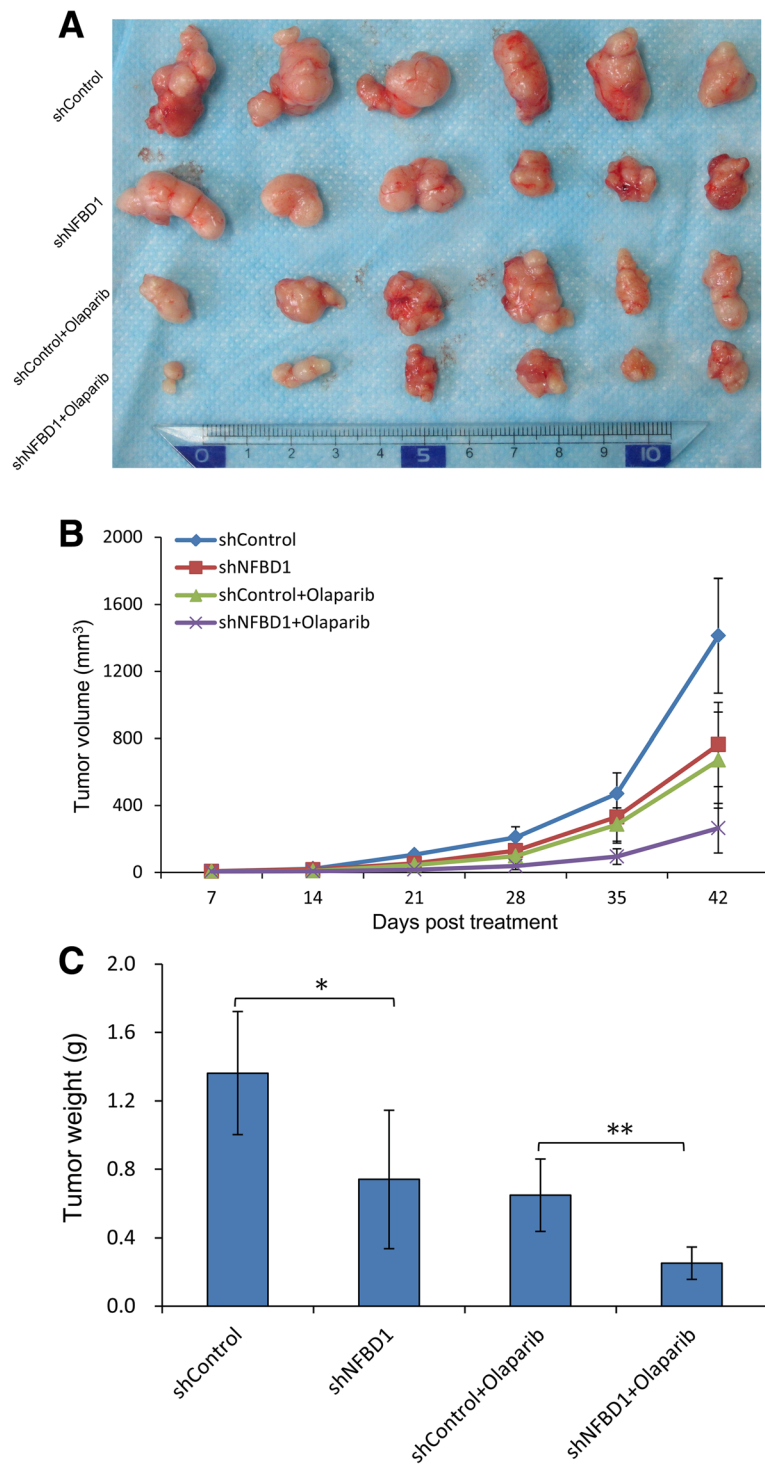 A
shControl
shNFBD1
shControl+Olaparib
shNFBD1+Olaparib
0 1 2 3 4 5 6 7 8 9 10
B
2000
1600
1200
800
400
0
Tumor volume (mm³)
shControl
shNFBD1
shControl+Olaparib
shNFBD1+Olaparib
7 14 21 28 35 42
Days post treatment
C
2.0
1.6
1.2
0.8
0.4
0.0
Tumor weight (g)
*
**
shControl
shNFBD1
shControl+Olaparib
shNFBD1+Olaparib